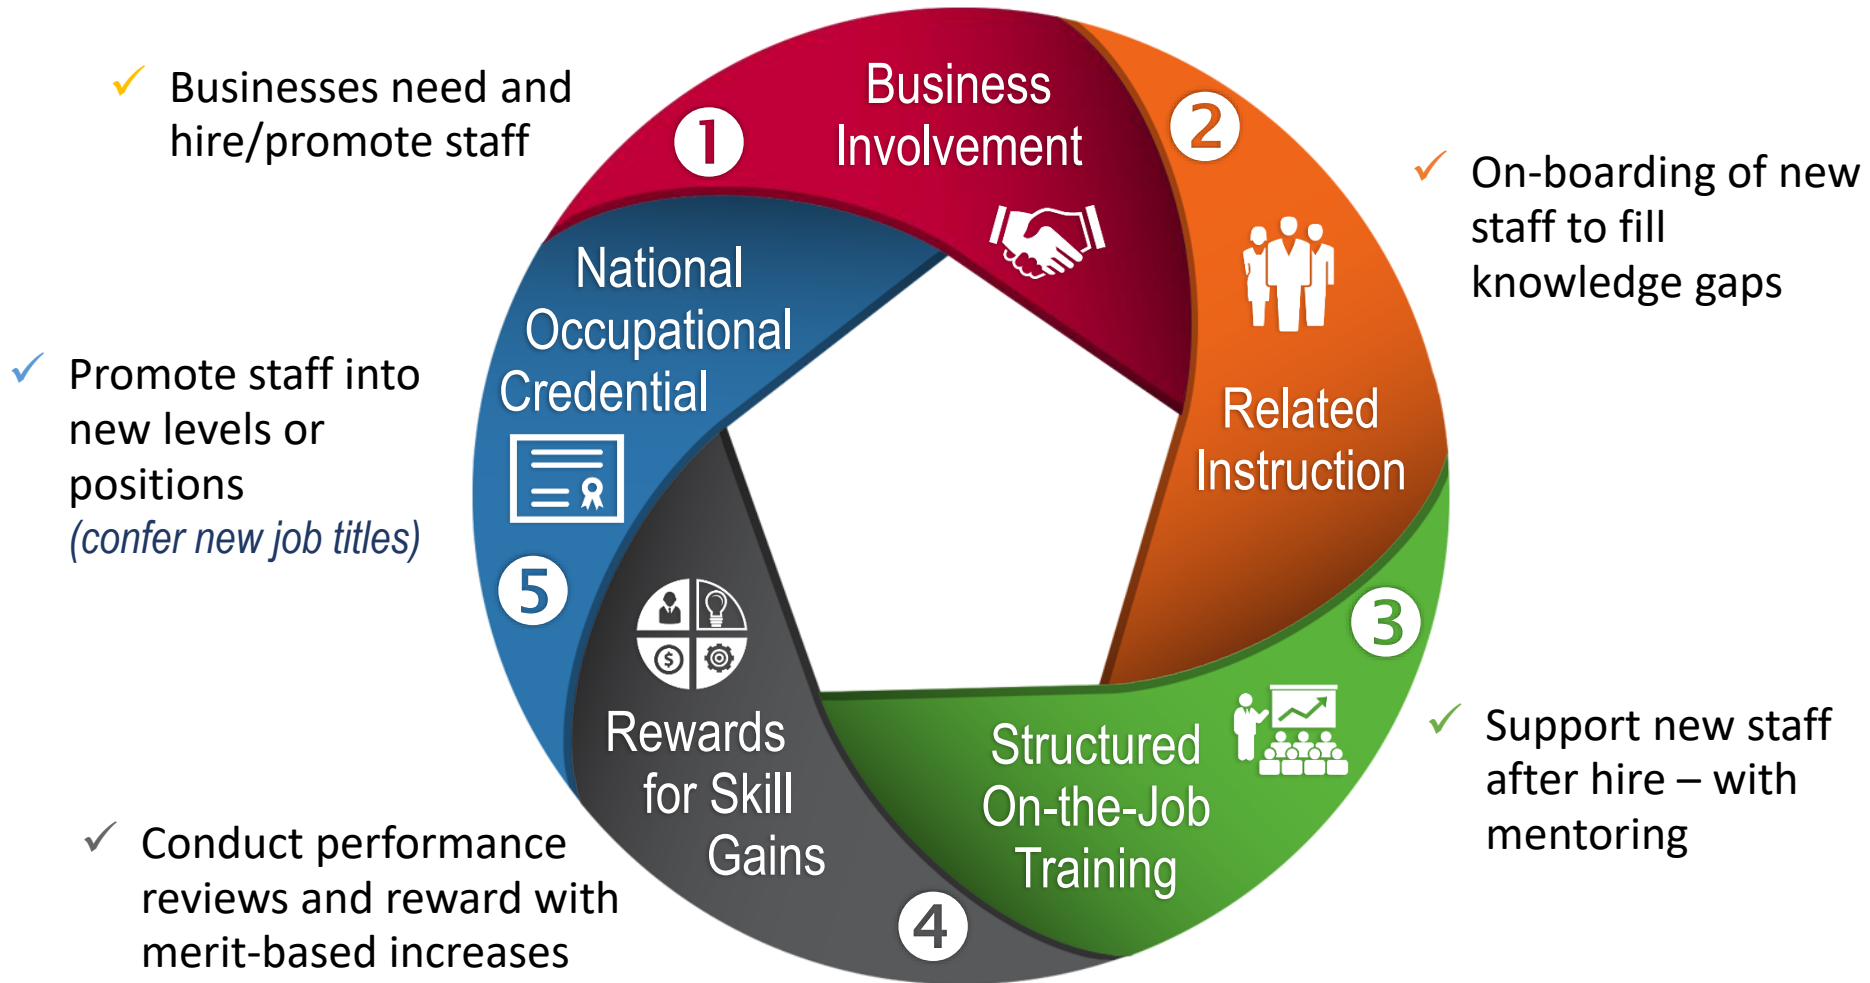 Businesses need and
hire/promote staff
1
Business
Involvement
2
Related
Instruction
On-boarding of new
staff to fill
knowledge gaps
3
Structured
On-the-Job
Training
Support new staff
after hire – with
mentoring
4
Rewards
for Skill
Gains
$
Conduct performance
reviews and reward with
merit-based increases
5
National
Occupational
Credential
Promote staff into
new levels or
positions
(confer new job titles)